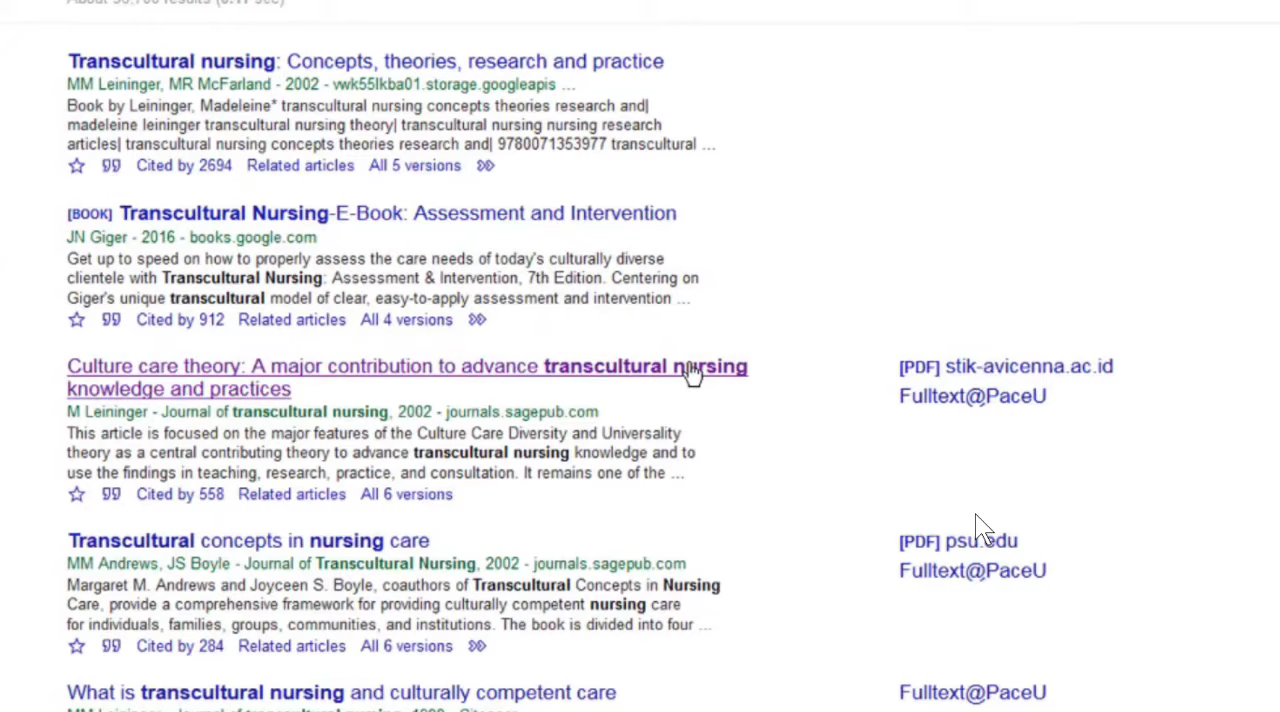 Transcultural nursing: Concepts, theories, research and practice
MM Leininger, MR McFarland - 2002 - vwk55lkba01.storage.googleapis ...
Book by Leininger, Madeleine* transcultural nursing concepts theories research and|
madeleine leininger transcultural nursing theory| transcultural nursing nursing research
articles| transcultural nursing concepts theories research and| 9780071353977 transcultural ...
Cited by 2694 Related articles All 5 versions
[BOOK] Transcultural Nursing-E-Book: Assessment and Intervention
JN Giger - 2016 - books.google.com
Get up to speed on how to properly assess the care needs of today's culturally diverse
clientele with Transcultural Nursing: Assessment & Intervention, 7th Edition. Centering on
Giger's unique transcultural model of clear, easy-to-apply assessment and intervention ...
Cited by 912 Related articles All 4 versions
Culture care theory: A major contribution to advance transcultural nursing
knowledge and practices
[PDF] stik-avicenna.ac.id
Fulltext@PaceU
M Leininger - Journal of transcultural nursing, 2002 - journals.sagepub.com
This article is focused on the major features of the Culture Care Diversity and Universality
theory as a central contributing theory to advance transcultural nursing knowledge and to
use the findings in teaching, research, practice, and consultation. It remains one of the ...
Cited by 558 Related articles All 6 versions
Transcultural concepts in nursing care
[PDF] psu.edu
Fulltext@PaceU
MM Andrews, JS Boyle - Journal of Transcultural Nursing, 2002 - journals.sagepub.com
Margaret M. Andrews and Joyceen S. Boyle, coauthors of Transcultural Concepts in Nursing
Care, provide a comprehensive framework for providing culturally competent nursing care
for individuals, families, groups, communities, and institutions. The book is divided into four ...
Cited by 284 Related articles All 6 versions
What is transcultural nursing and culturally competent care
Fulltext@PaceU